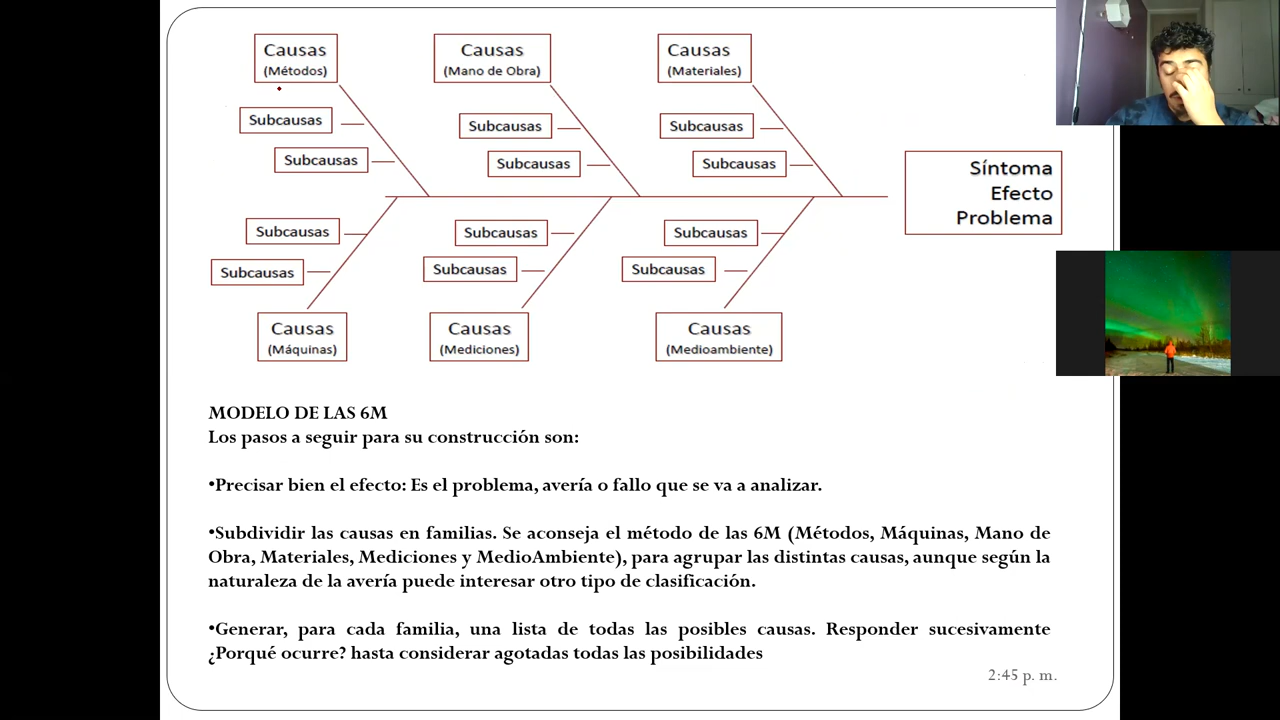 Causas
(Métodos)
Causas
(Mano de Obra)
Causas
(Materiales)
Subcausas
Subcausas
Subcausas
Subcausas
Subcausas
Subcausas
Síntoma
Efecto
Problema
Subcausas
Subcausas
Subcausas
Subcausas
Subcausas
Subcausas
Causas
(Máquinas)
Causas
(Mediciones)
Causas
(Medioambiente)
MODELO DE LAS 6M
Los pasos a seguir para su construcción son:
•Precisar bien el efecto: Es el problema, avería o fallo que se va a analizar.
•Subdividir las causas en familias. Se aconseja el método de las 6M (Métodos, Máquinas, Mano de
Obra, Materiales, Mediciones y MedioAmbiente), para agrupar las distintas causas, aunque según la
naturaleza de la avería puede interesar otro tipo de clasificación.
•Generar, para cada familia, una lista de todas las posibles causas. Responder sucesivamente
¿Porqué ocurre? hasta considerar agotadas todas las posibilidades
2:45 p. m.